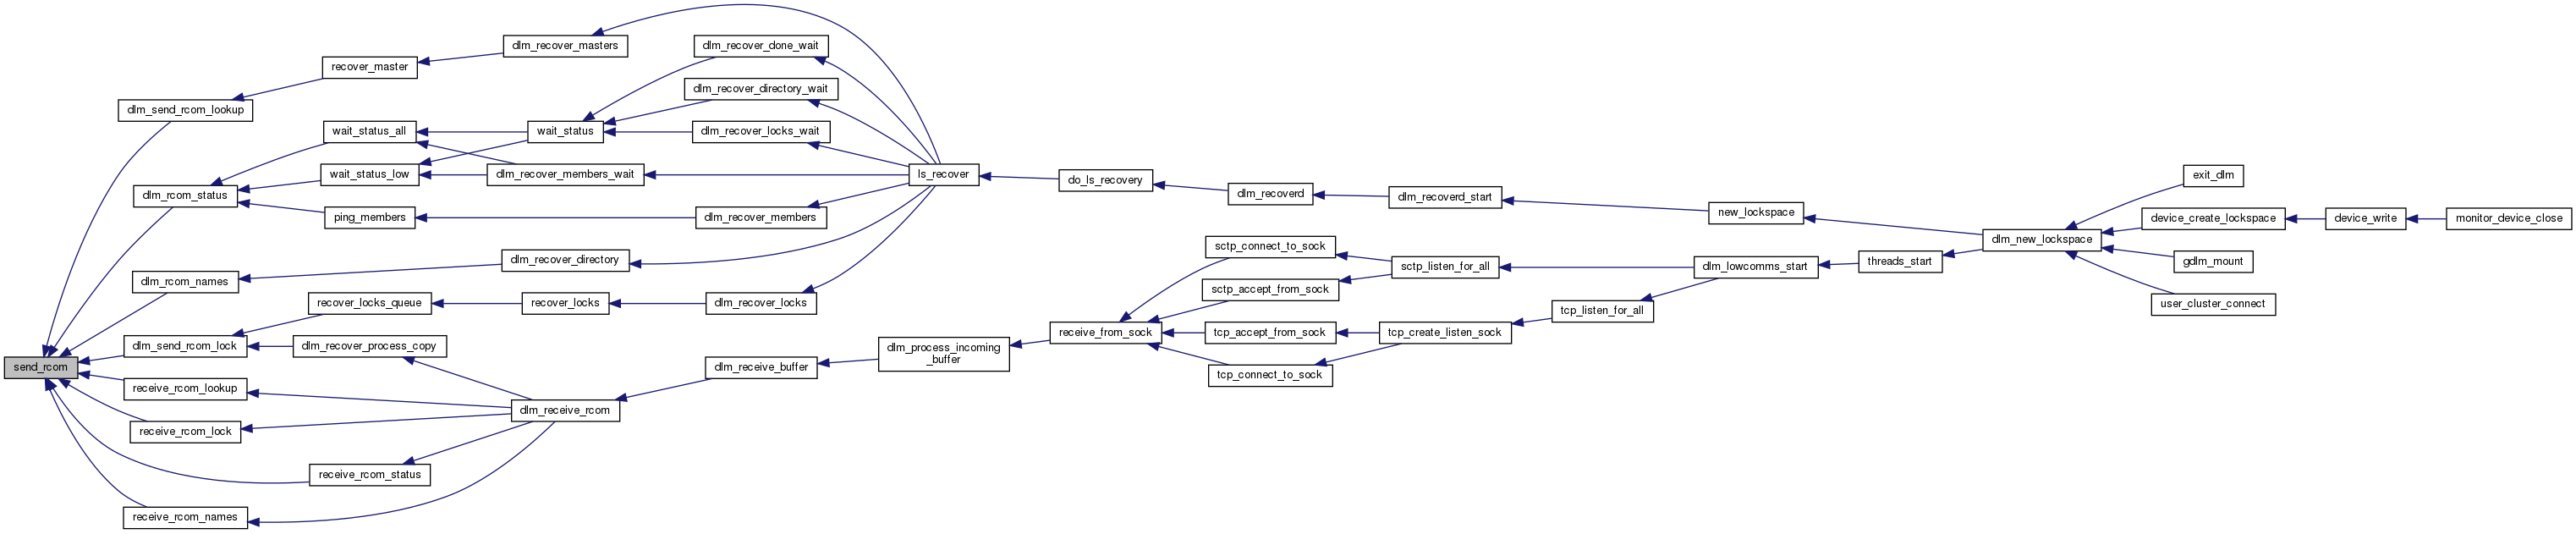 send_rcom
dlm_send_rcom_lookup
recover_master
dlm_recover_masters
ls_recover
do_ls_recovery
dlm_recoverd
dlm_recoverd_start
new_lockspace
dlm_new_lockspace
exit_dlm
device_create_lockspace
device_write
monitor_device_close
gdlm_mount
user_cluster_connect
dlm_rcom_status
wait_status_all
wait_status
dlm_recover_done_wait
dlm_recover_directory_wait
dlm_recover_locks_wait
dlm_recover_members_wait
wait_status_low
ping_members
dlm_recover_members
dlm_rcom_names
dlm_recover_directory
dlm_send_rcom_lock
recover_locks_queue
recover_locks
dlm_recover_locks
dlm_recover_process_copy
dlm_receive_rcom
dlm_receive_buffer
dlm_process_incoming
_buffer
receive_from_sock
sctp_connect_to_sock
sctp_listen_for_all
dlm_lowcomms_start
threads_start
sctp_accept_from_sock
tcp_accept_from_sock
tcp_create_listen_sock
tcp_listen_for_all
tcp_connect_to_sock
receive_rcom_lookup
receive_rcom_lock
receive_rcom_status
receive_rcom_names